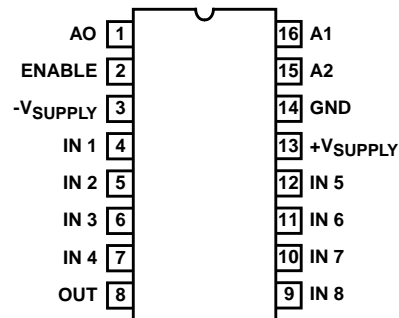 AO 1 16 A1
ENABLE 2 15 A2
-VSUPPLY 3 14 GND
IN 1 4 13 +VSUPPLY
IN 2 5 12 IN 5
IN 3 6 11 IN 6
IN 4 7 10 IN 7
OUT 8 9 IN 8